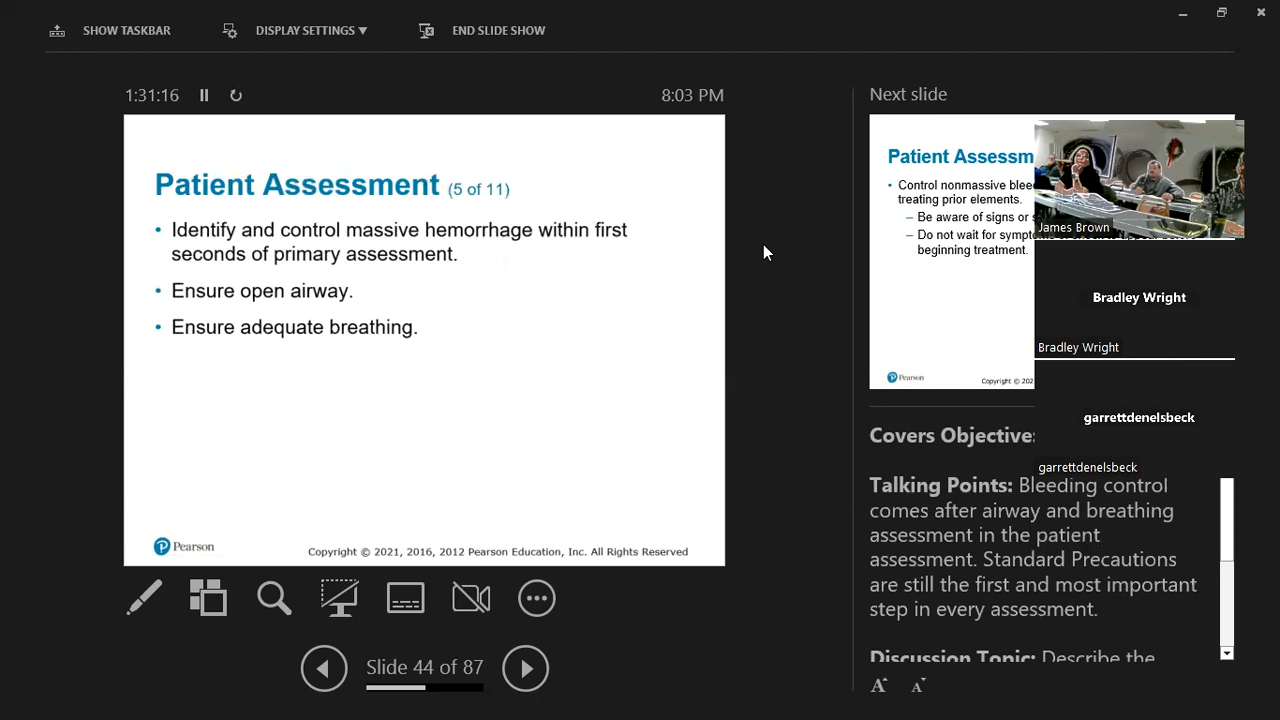 SHOW TASKBAR
DISPLAY SETTINGS ▼
END SLIDE SHOW
1:31:16
8:03 PM
Patient Assessment (5 of 11)
• Identify and control massive hemorrhage within first
seconds of primary assessment.
• Ensure open airway.
• Ensure adequate breathing.
Pearson
Copyright © 2021, 2016, 2012 Pearson Education, Inc. All Rights Reserved
Slide 44 of 87
Next slide
Patient Assessm
• Control nonmassive blee
treating prior elements.
– Be aware of signs or s
– Do not wait for sympt
beginning treatment.
Pearson
Copyright © 202
James Brown
Bradley Wright
Bradley Wright
garrettdenelsbeck
garrettdenelsbeck
Covers Objective:
Talking Points: Bleeding control
comes after airway and breathing
assessment in the patient
assessment. Standard Precautions
are still the first and most important
step in every assessment.
Discussion Topic: Describe the
A A